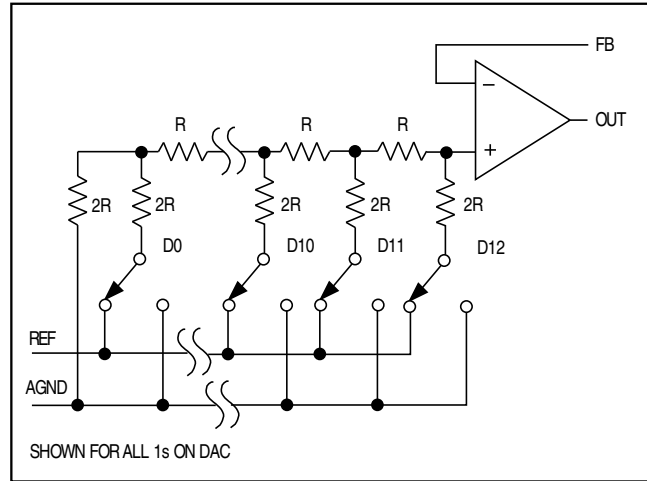 FB
R
R
R
OUT
−
+
2R
2R
2R
2R
2R
D0
D10
D11
D12
REF
AGND
SHOWN FOR ALL 1s ON DAC